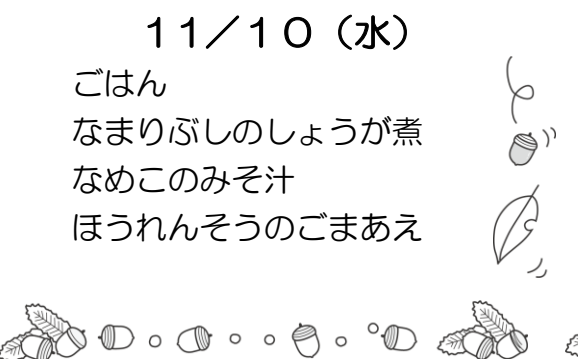 １１／１０（水）
ごはん
なまりぶしのしょうが煮
なめこのみそ汁
ほうれんそうのごまあえ